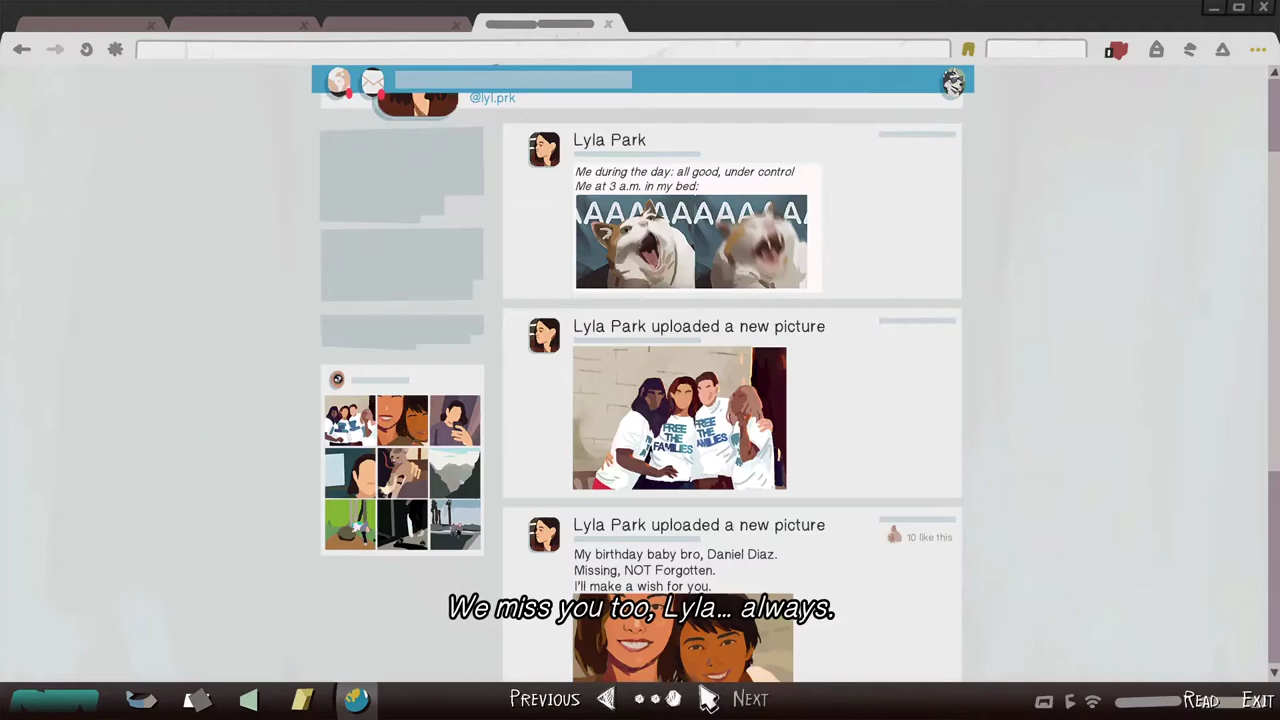 @lyl.prk
Lyla Park
Me during the day: all good, under control
Me at 3 a.m. in my bed:
AAAAAAAAAA
Lyla Park uploaded a new picture
FREE
THE
FAMILIES
FREE
THE
FAMILIES
Lyla Park uploaded a new picture
10 like this
My birthday baby bro, Daniel Diaz.
Missing, NOT Forgotten.
I'll make a wish for you.
We miss you too, Lyla... always.
PREVIOUS
NEXT
READ
EXIT